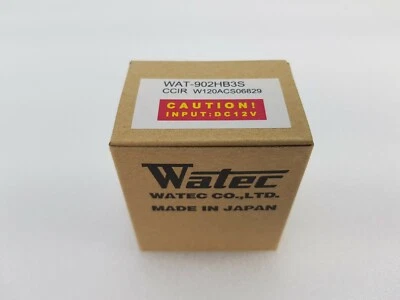 WAT-902HB3S
CCIR W120ACS06829
CAUTION!
INPUT:DC12V
Watec
WATEC CO.,LTD.
MADE IN JAPAN